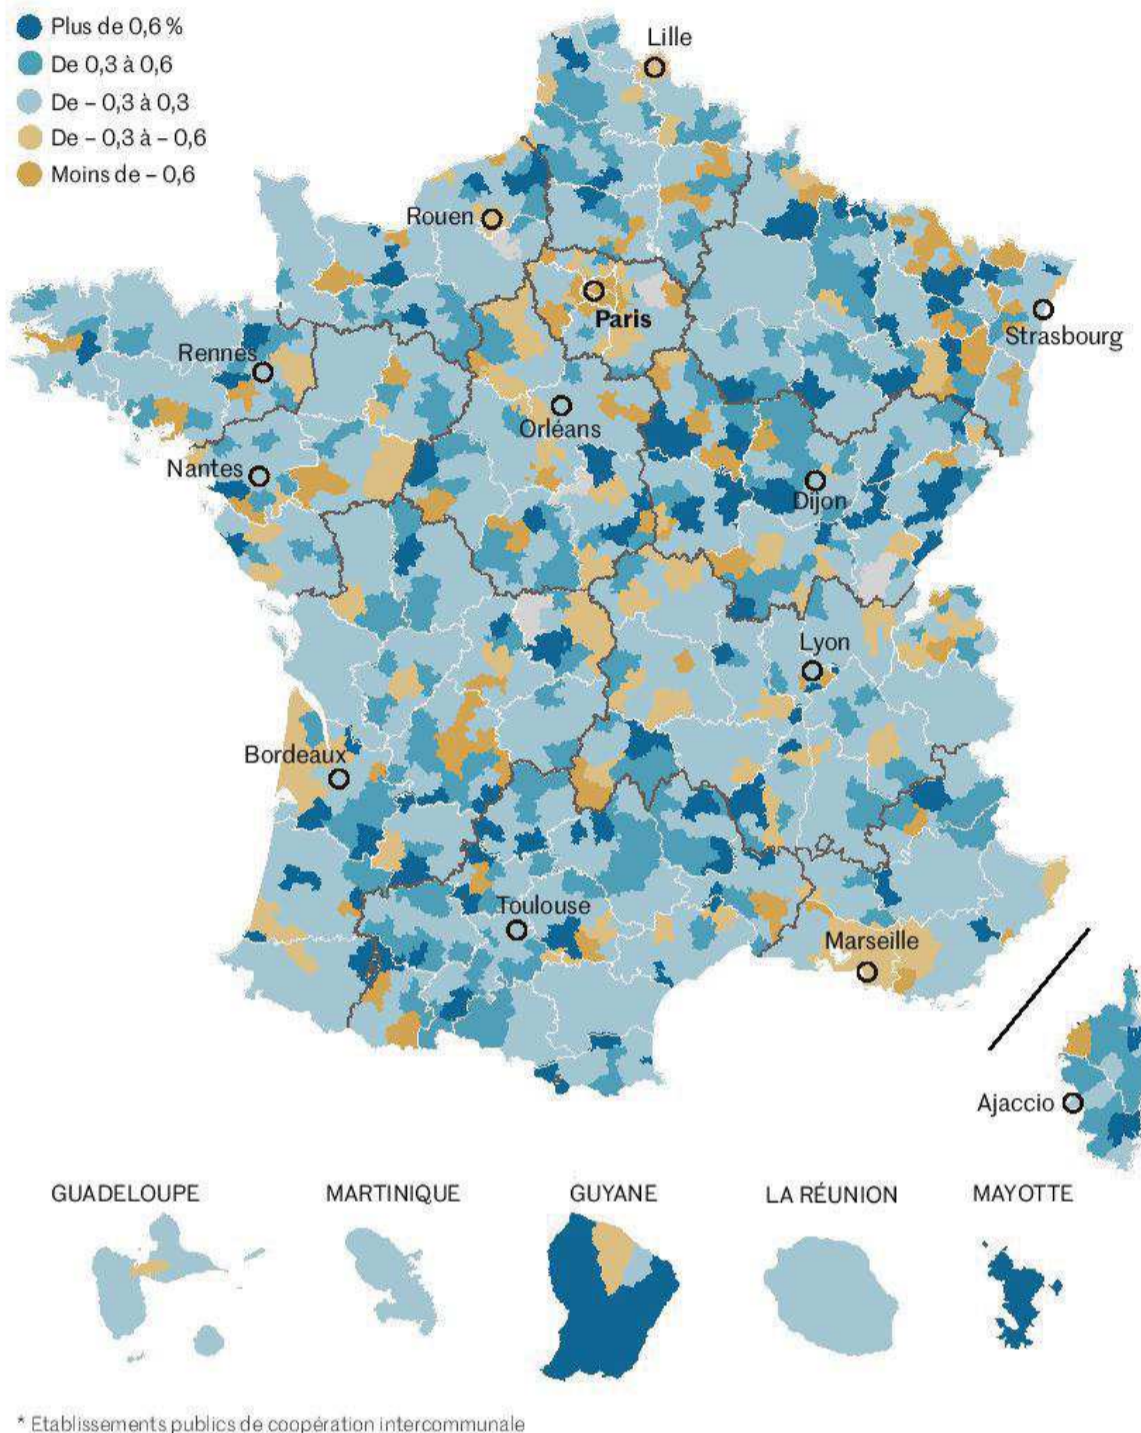 Plus de 0,6 %
De 0,3 à 0,6
De – 0,3 à 0,3
De – 0,3 à – 0,6
Moins de – 0,6
Lille
Rouen
Paris
Strasbourg
Rennes
Orléans
Nantes
Dijon
Lyon
Bordeaux
Toulouse
Marseille
Ajaccio
GUADELOUPE
MARTINIQUE
GUYANE
LA RÉUNION
MAYOTTE
* Etablissements publics de coopération intercommunale